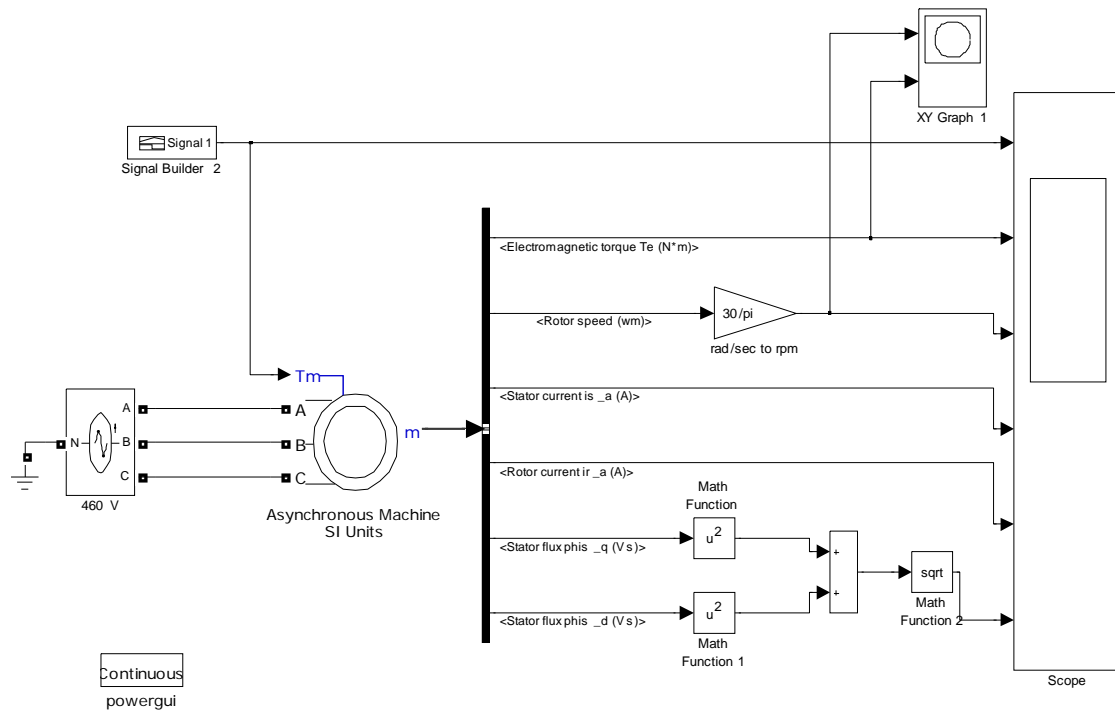 XY Graph 1
Signal 1
Signal Builder 2
<Electromagnetic torque Te (N*m)>
<Rotor speed (wm)>
30/pi
rad/sec to rpm
Tm
<Stator current is _a (A)>
A
A
m
N
B
B
C
C
460 V
Asynchronous Machine
SI Units
<Rotor current ir _a (A)>
Math
Function
<Stator flux phis _q (V s)>
u2
+
+
sqrt
Math
Function 2
<Stator flux phis _d (V s)>
u2
Math
Function 1
Scope
Continuous
powergui